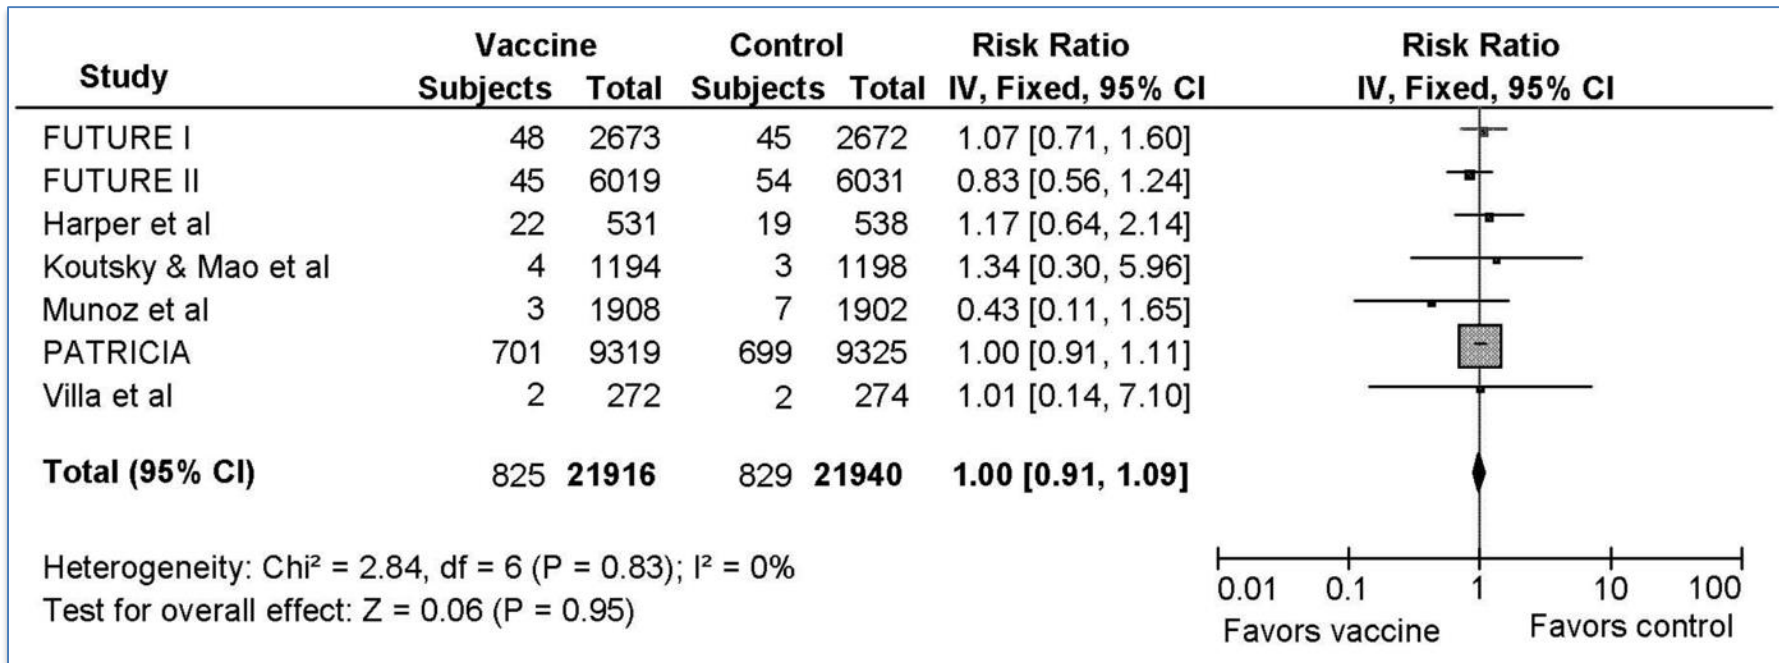 Vaccine Control Risk Ratio Risk Ratio
Study Subjects Total Subjects Total IV, Fixed, 95% CI IV, Fixed, 95% CI
FUTURE I 48 2673 45 2672 1.07 [0.71, 1.60]
FUTURE II 45 6019 54 6031 0.83 [0.56, 1.24]
Harper et al 22 531 19 538 1.17 [0.64, 2.14]
Koutsky & Mao et al 4 1194 3 1198 1.34 [0.30, 5.96]
Munoz et al 3 1908 7 1902 0.43 [0.11, 1.65]
PATRICIA 701 9319 699 9325 1.00 [0.91, 1.11]
Villa et al 2 272 2 274 1.01 [0.14, 7.10]
Total (95% CI) 825 21916 829 21940 1.00 [0.91, 1.09]
Heterogeneity: Chi² = 2.84, df = 6 (P = 0.83); I² = 0%
Test for overall effect: Z = 0.06 (P = 0.95)
0.01 0.1 1 10 100
Favors vaccine Favors control